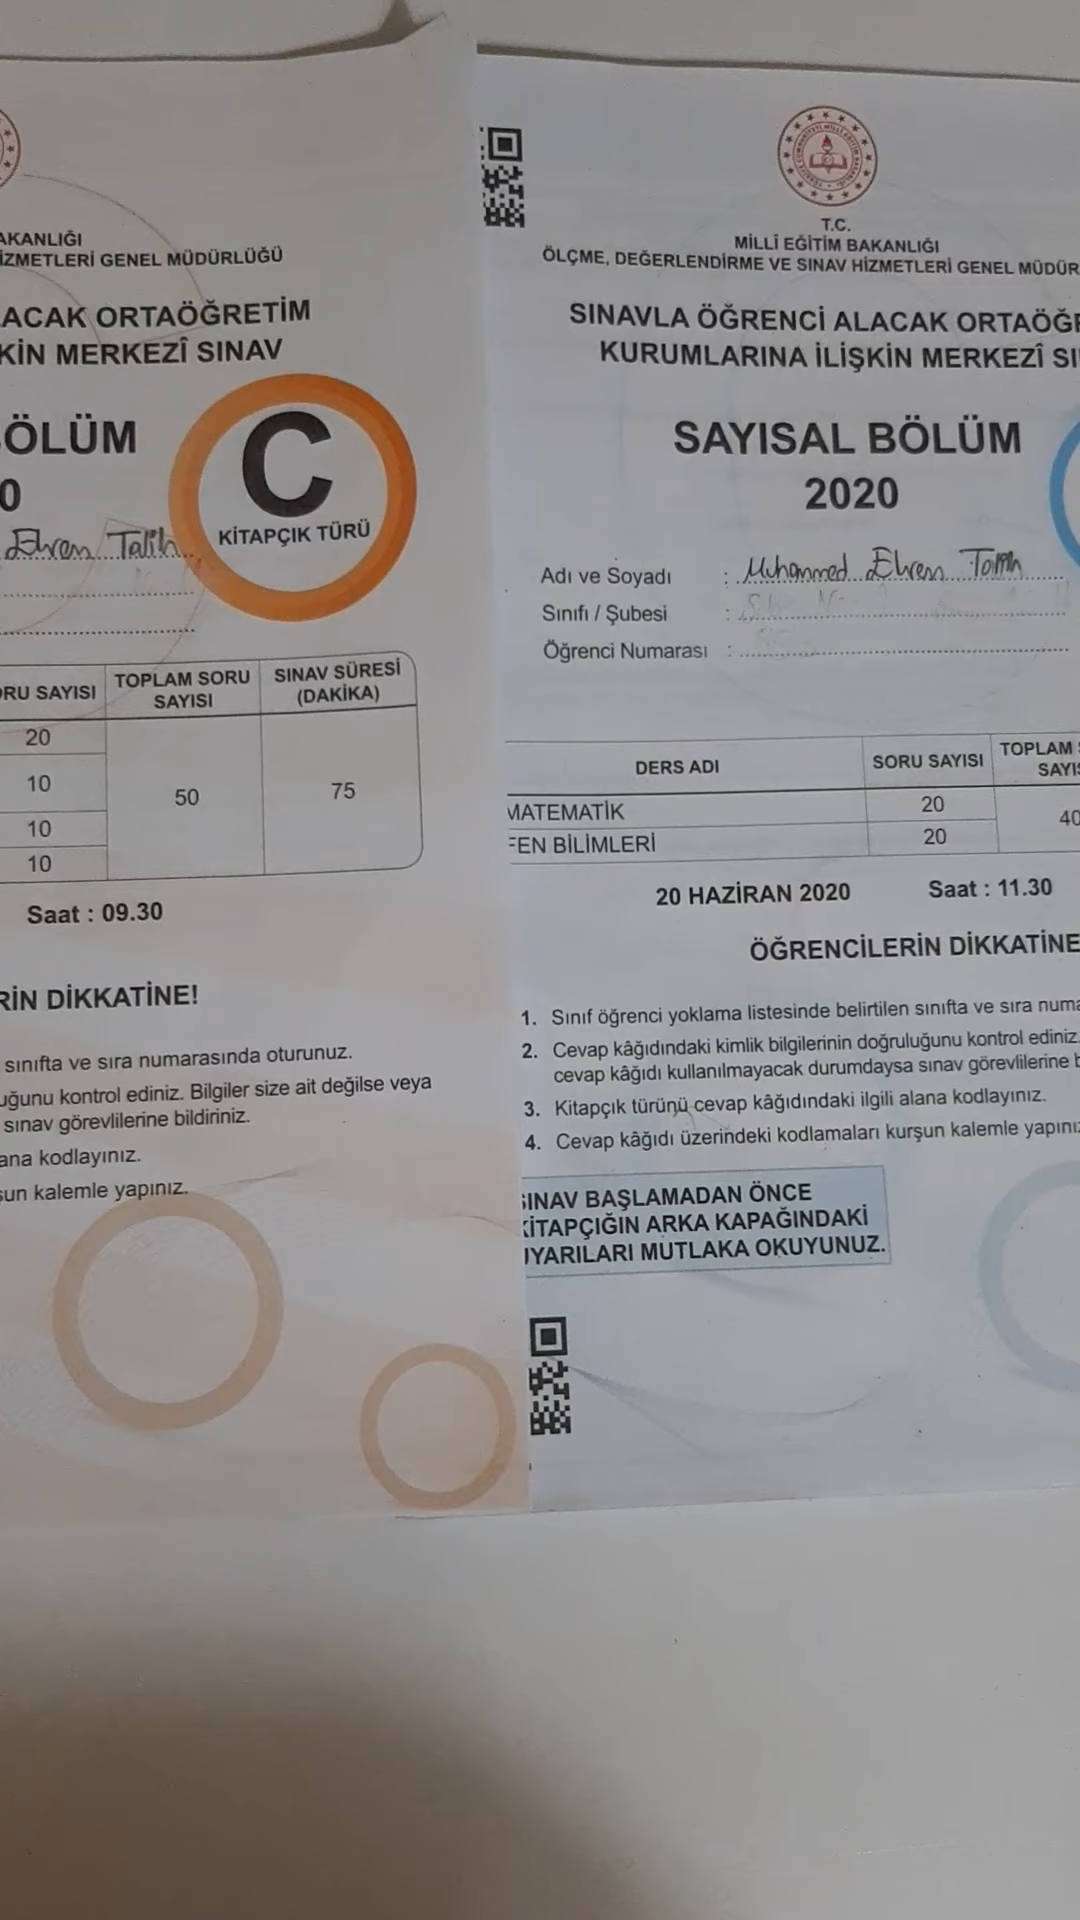 AKANLIĞI
İZMETLERİ GENEL MÜDÜRLÜĞÜ
ACAK ORTAÖĞRETİM
KİN MERKEZÎ SINAV
BÖLÜM
0
C
KİTAPÇIK TÜRÜ
Talih
ORU SAYISI
TOPLAM SORU
SAYISI
SINAV SÜRESİ
(DAKİKA)
20
10
10
10
50
75
Saat : 09.30
RİN DİKKATİNE!
sınıfta ve sıra numarasında oturunuz.
uğunu kontrol ediniz. Bilgiler size ait değilse veya
sınav görevlilerine bildiriniz.
ana kodlayınız.
şun kalemle yapınız.
T.C.
MİLLÎ EĞİTİM BAKANLIĞI
ÖLÇME, DEĞERLENDİRME VE SINAV HİZMETLERİ GENEL MÜDÜR
SINAVLA ÖĞRENCİ ALACAK ORTAÖĞR
KURUMLARINA İLİŞKİN MERKEZÎ SI
SAYISAL BÖLÜM
2020
Adı ve Soyadı : Muhammed
Sınıfı / Şubesi :
Öğrenci Numarası :
DERS ADI
SORU SAYISI
TOPLAM
SAYIS
MATEMATİK
20
FEN BİLİMLERİ
20
40
20 HAZİRAN 2020 Saat : 11.30
ÖĞRENCİLERİN DİKKATİNE
1. Sınıf öğrenci yoklama listesinde belirtilen sınıfta ve sıra numa
2. Cevap kâğıdındaki kimlik bilgilerinin doğruluğunu kontrol ediniz.
cevap kâğıdı kullanılmayacak durumdaysa sınav görevlilerine b
3. Kitapçık türünü cevap kâğıdındaki ilgili alana kodlayınız.
4. Cevap kâğıdı üzerindeki kodlamaları kurşun kalemle yapınız
SINAV BAŞLAMADAN ÖNCE
KİTAPÇIĞIN ARKA KAPAĞINDAKİ
UYARILARI MUTLAKA OKUYUNUZ.